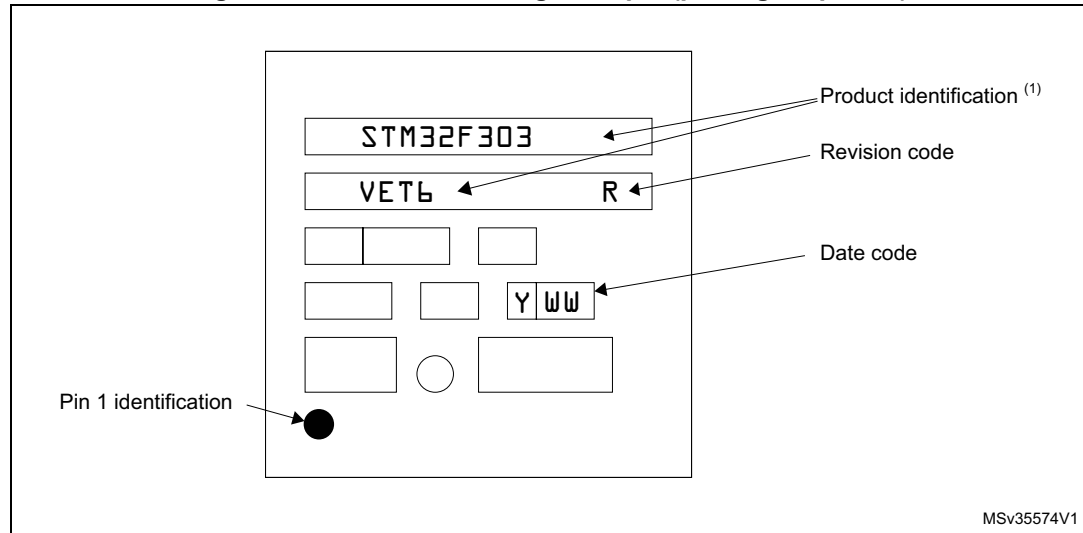 Product identification (1)
STM32F303
Revision code
VET6 R
Date code
Y WW
Pin 1 identification
MSv35574V1